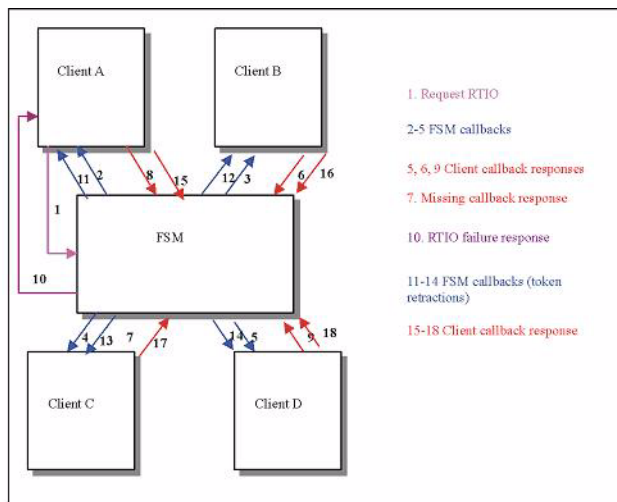 Client A
Client B
1. Request RTIO
2-5 FSM callbacks
5, 6, 9 Client callback responses
7. Missing callback response
10. RTIO failure response
11-14 FSM callbacks (token
retractions)
15-18 Client callback response
11
2
8
15
12
3
6
16
1
FSM
10
4
13
7
17
14
5
9
18
Client C
Client D